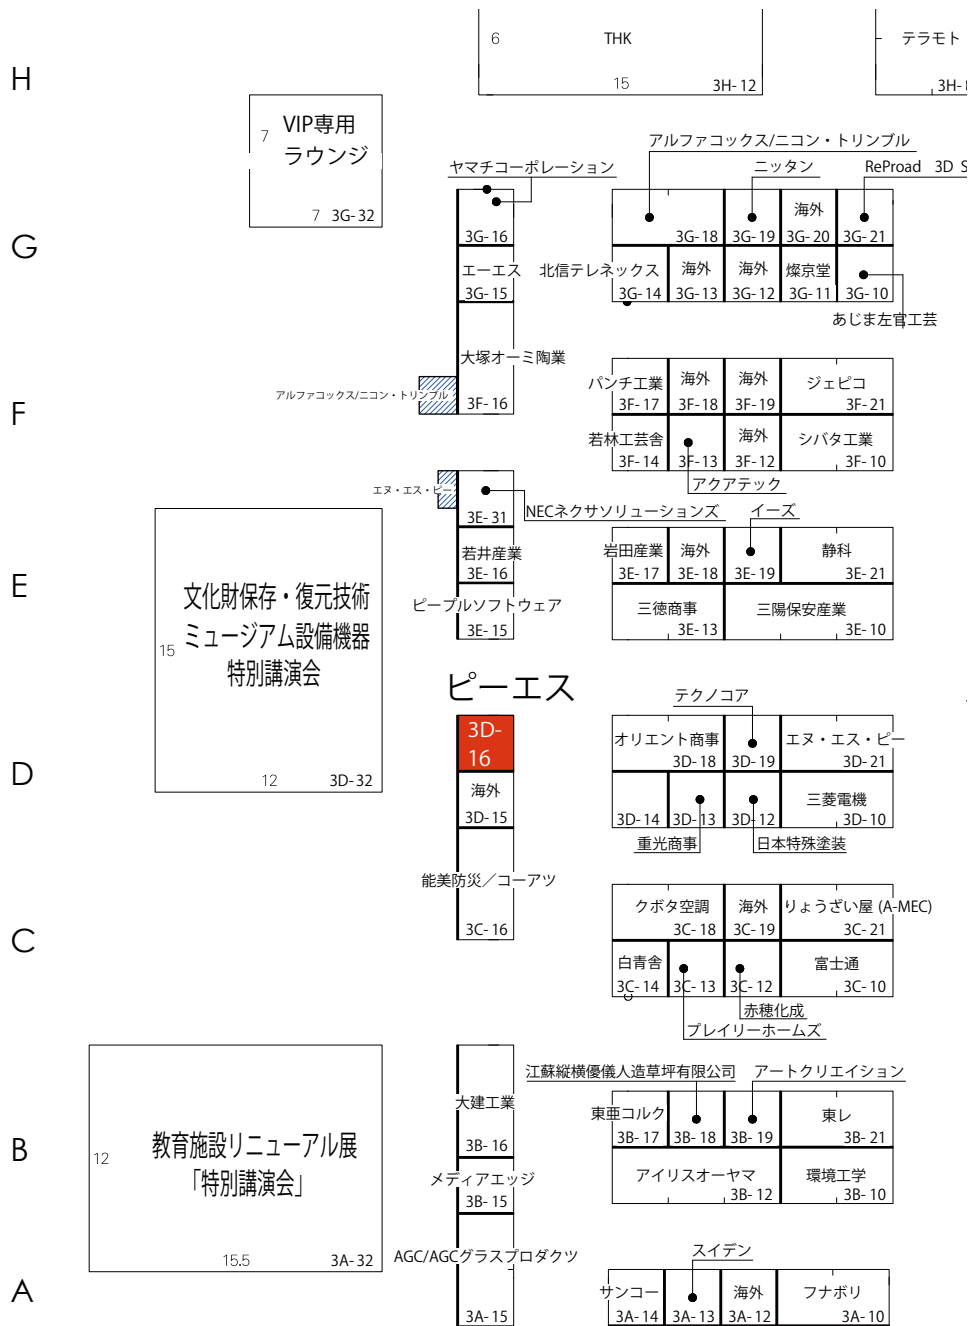 6
THK
15
3H-12
テラモト
3H-
H
VIP専用
ラウンジ
7
7
3G-32
アルファコックス/ニコン・トリンブル
ヤマチコーポレーション
ニッタン
ReProad 3D S
海外
3G-16
3G-18
3G-19
3G-20
3G-21
G
エーエス
3G-15
北信テレネックス
3G-14
海外
3G-13
海外
3G-12
燦京堂
3G-11
3G-10
あじま左官工芸
大塚オーミ陶業
3F-16
アルファコックス/ニコン・トリンブル
F
パンチ工業
3F-17
海外
3F-18
海外
3F-19
ジェピコ
3F-21
若林工芸舎
3F-14
3F-13
海外
3F-12
シバタ工業
3F-10
アクアテック
エヌ・エス・ピー
3E-31
NECネクサソリューションズ
イーズ
若井産業
3E-16
岩田産業
3E-17
海外
3E-18
3E-19
静科
3E-21
E
ピープルソフトウェア
3E-15
三徳商事
3E-13
三陽保安産業
3E-10
文化財保存・復元技術
ミュージアム設備機器
特別講演会
15
12
3D-32
ピーエス
3D-
16
テクノコア
オリエント商事
3D-18
3D-19
エヌ・エス・ピー
3D-21
D
海外
3D-15
3D-14
3D-13
3D-12
三菱電機
3D-10
重光商事
日本特殊塗装
能美防災／コーアツ
3C-16
クボタ空調
3C-18
海外
3C-19
りょうざい屋 (A-MEC)
3C-21
C
白青舎
3C-14
3C-13
3C-12
富士通
3C-10
赤穂化成
プレイリーホームズ
江蘇縦横優儀人造草坪有限公司
アートクリエイション
大建工業
3B-16
東亜コルク
3B-17
3B-18
3B-19
東レ
3B-21
B
12
教育施設リニューアル展
「特別講演会」
15.5
3A-32
メディアエッジ
3B-15
アイリスオーヤマ
3B-12
環境工学
3B-10
AGC/AGCグラスプロダクツ
3A-15
スイデン
A
サンコー
3A-14
3A-13
海外
3A-12
フナボリ
3A-10